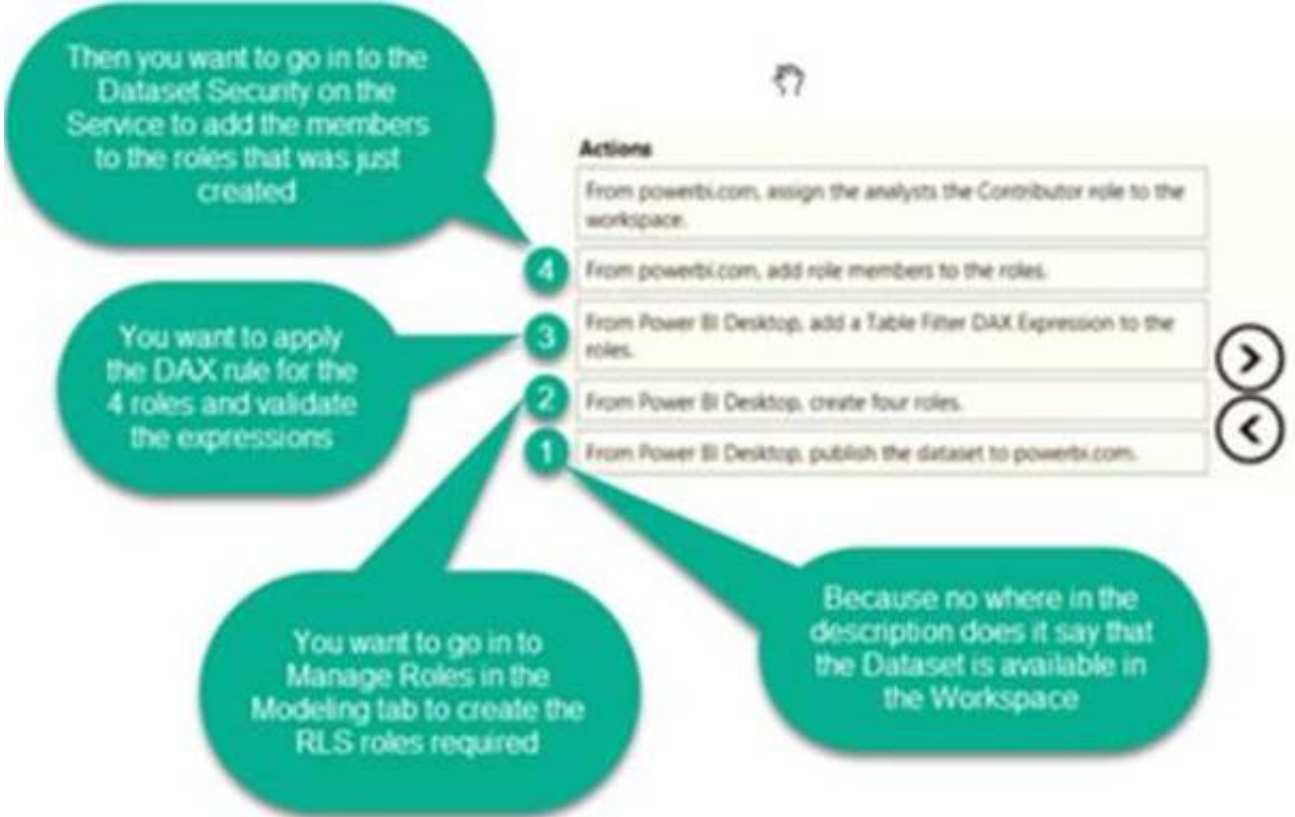 Then you want to go in to the
Dataset Security on the
Service to add the members
to the roles that was just
created
Actions
From powerbi.com, assign the analysts the Contributor role to the
workspace.
4
From powerbi.com, add role members to the roles.
You want to apply
the DAX rule for the
4 roles and validate
the expressions
3
From Power BI Desktop, add a Table Filter DAX Expression to the
roles.
2
From Power BI Desktop, create four roles.
1
From Power BI Desktop, publish the dataset to powerbi.com.
You want to go in to
Manage Roles in the
Modeling tab to create the
RLS roles required
Because no where in the
description does it say that
the Dataset is available in
the Workspace